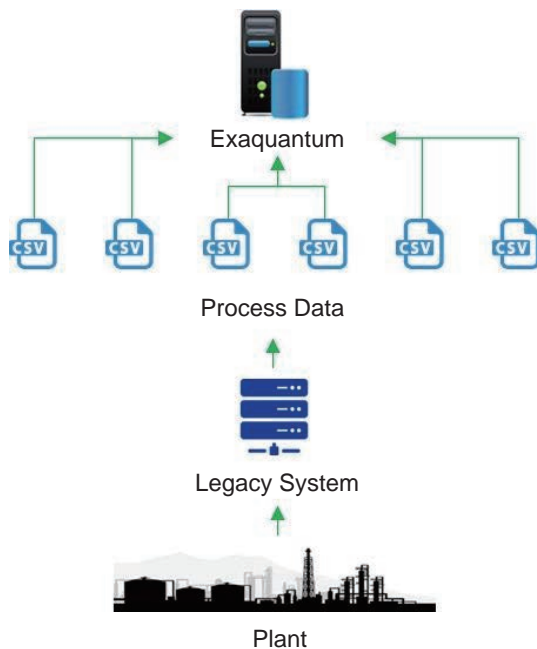 Exaquantum
CSV CSV CSV CSV CSV CSV
Process Data
Legacy System
Plant